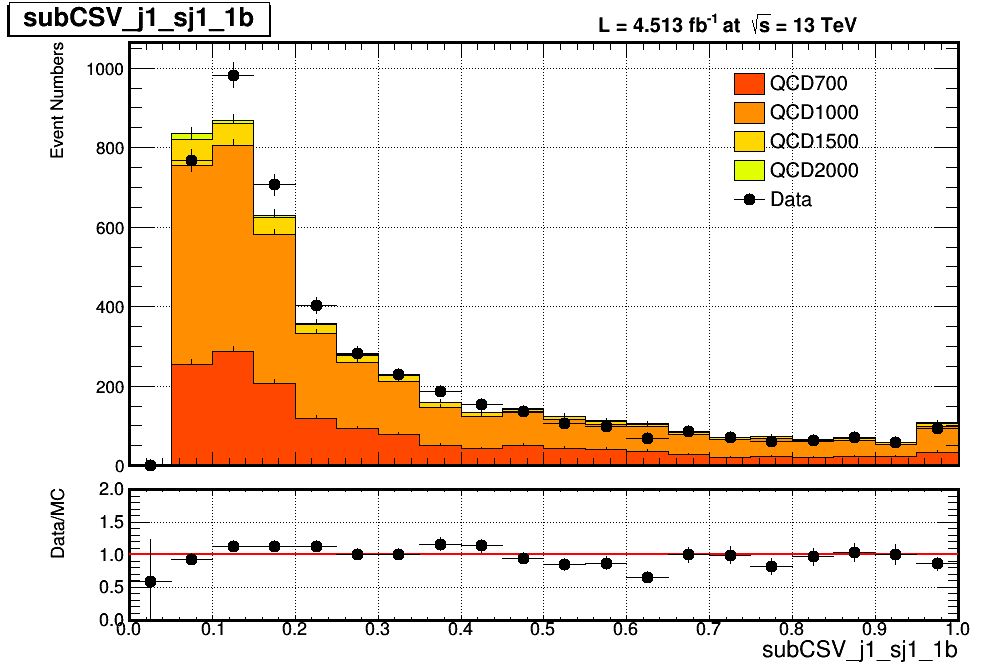 subCSV_j1_sj1_1b
L = 4.513 fb⁻¹ at √s = 13 TeV
Event Numbers
1000
800
600
400
200
0
QCD700
QCD1000
QCD1500
QCD2000
Data
Data/MC
2.0
1.5
1.0
0.5
0.0
0.0 0.1 0.2 0.3 0.4 0.5 0.6 0.7 0.8 0.9 1.0
subCSV_j1_sj1_1b